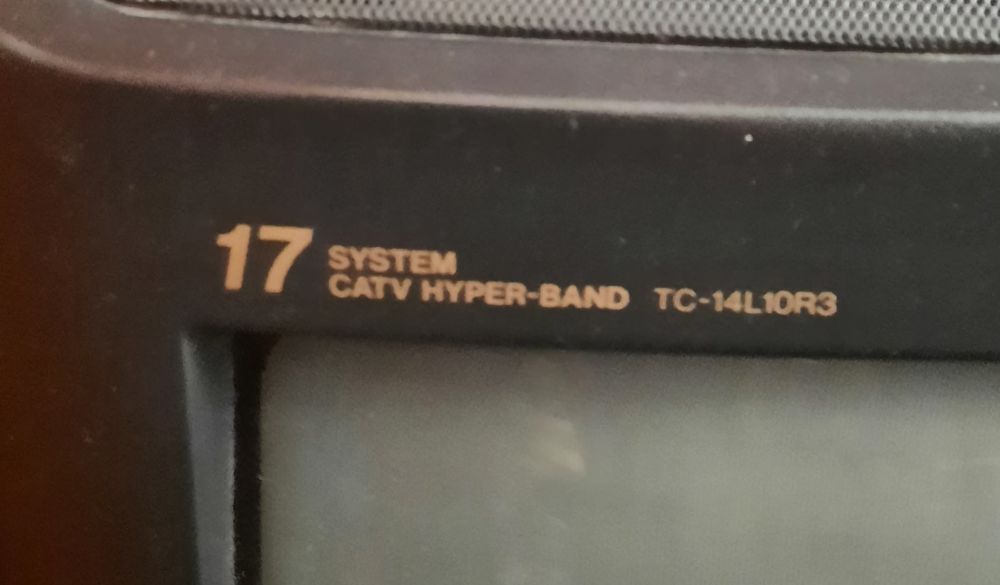 17 SYSTEM
CATV HYPER-BAND TC-14L10R3